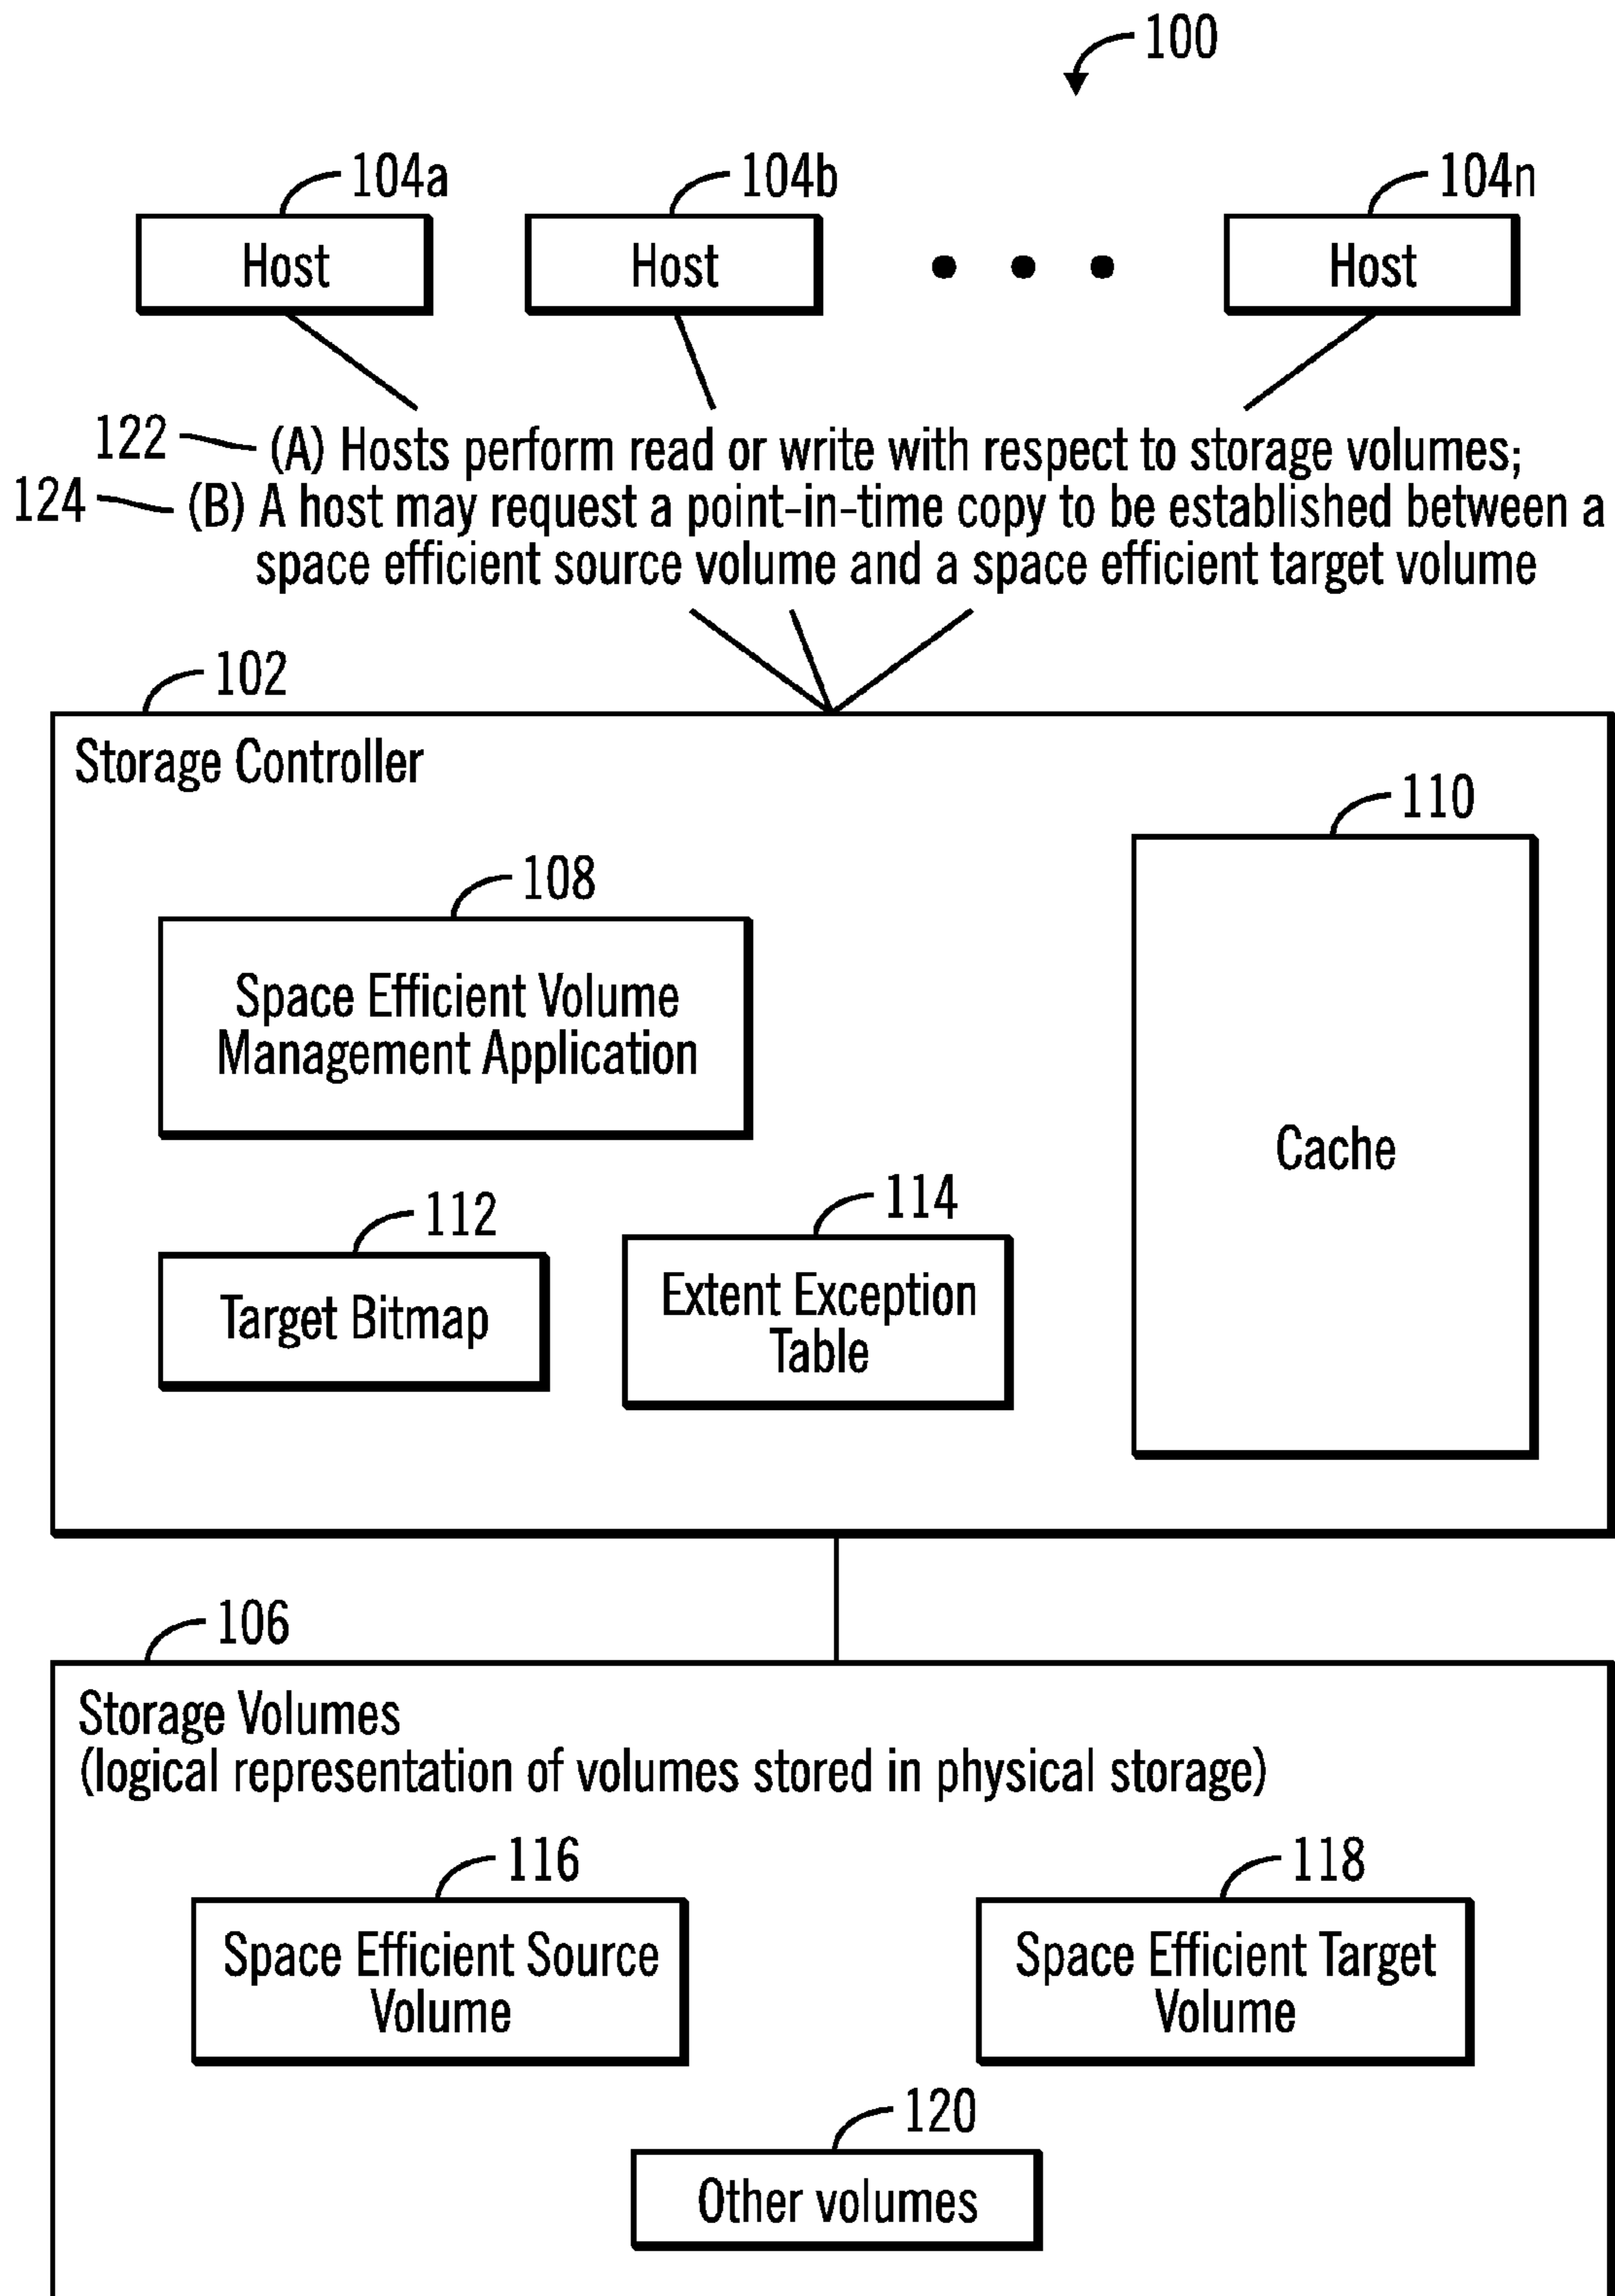 100
104a
104b
104n
Host
Host
Host
122
(A) Hosts perform read or write with respect to storage volumes;
124
(B) A host may request a point-in-time copy to be established between a
space efficient source volume and a space efficient target volume
102
Storage Controller
110
108
Space Efficient Volume
Management Application
Cache
112
114
Target Bitmap
Extent Exception
Table
106
Storage Volumes
(logical representation of volumes stored in physical storage)
116
118
Space Efficient Source
Volume
Space Efficient Target
Volume
120
Other volumes